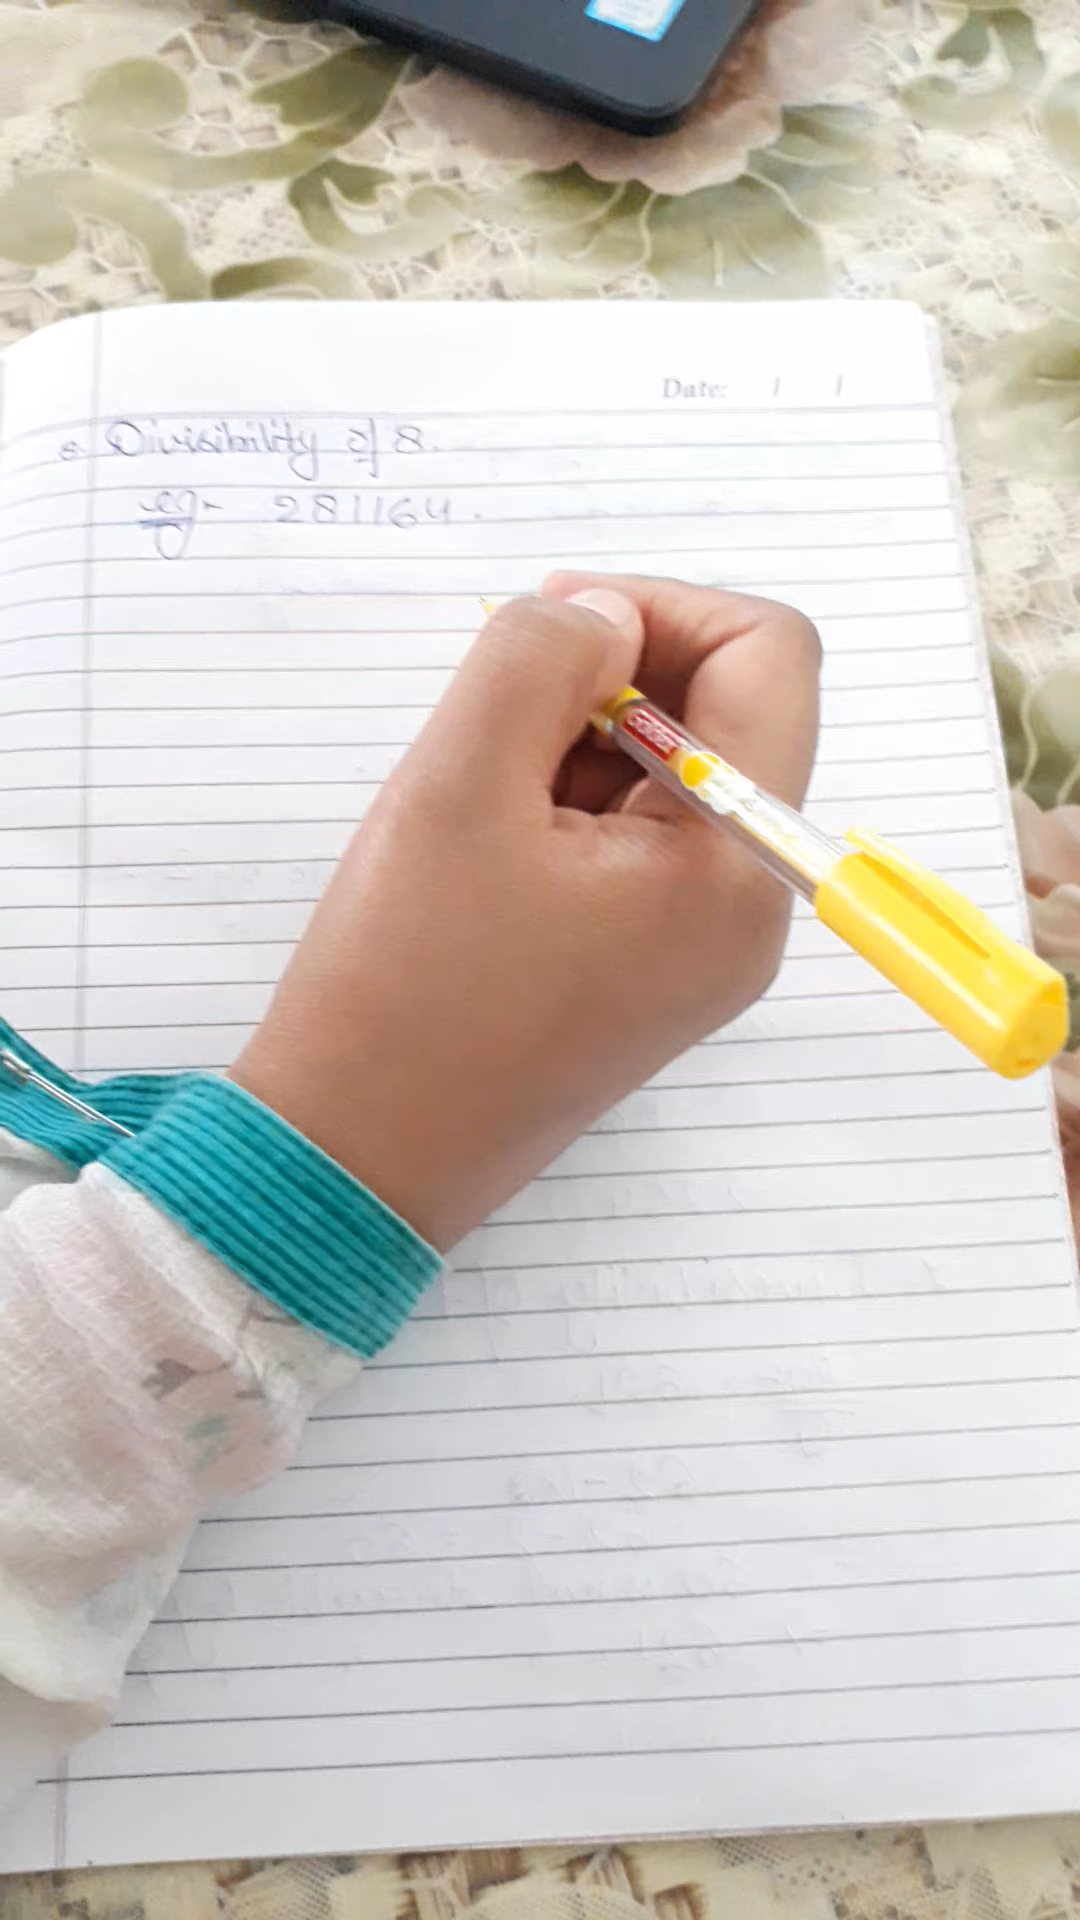 Date: / /
8. Divisibility of 8.
eg- 281164.